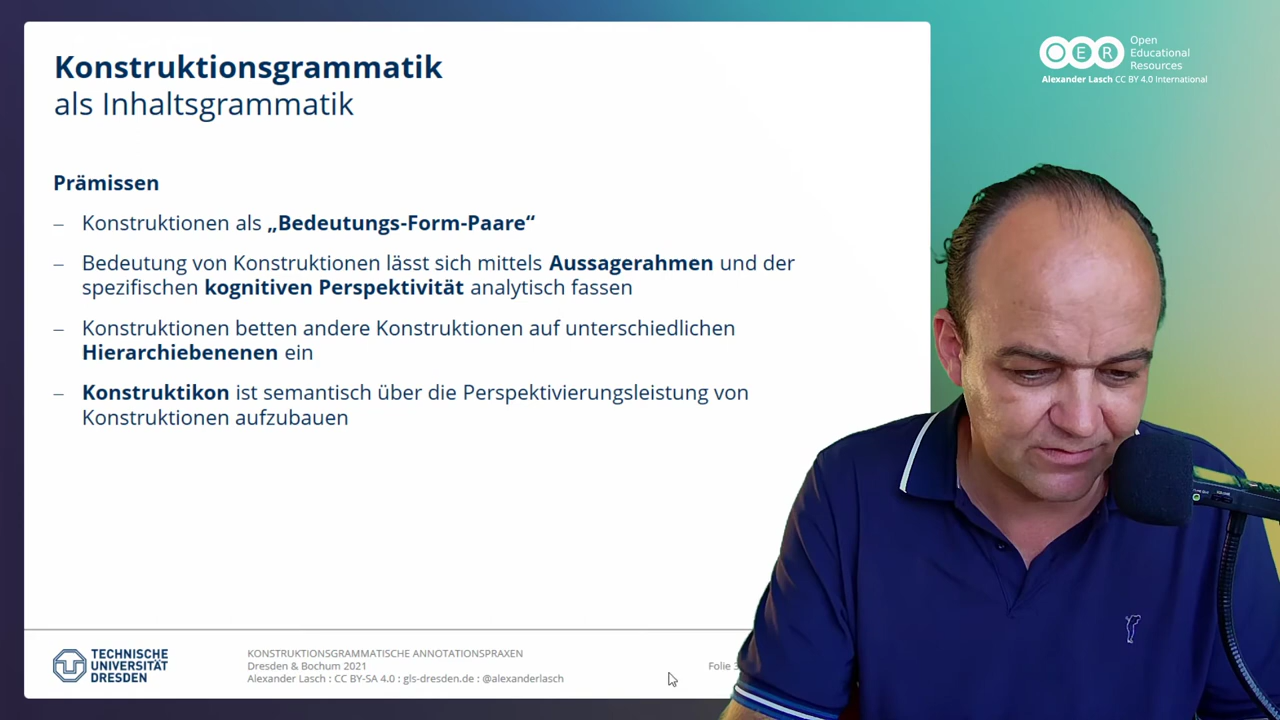 Konstruktionsgrammatik
als Inhaltsgrammatik
Prämissen
– Konstruktionen als „Bedeutungs-Form-Paare“
– Bedeutung von Konstruktionen lässt sich mittels Aussagerahmen und der
spezifischen kognitiven Perspektivität analytisch fassen
– Konstruktionen betten andere Konstruktionen auf unterschiedlichen
Hierarchiebenenen ein
– Konstruktikon ist semantisch über die Perspektivierungsleistung von
Konstruktionen aufzubauen
TECHNISCHE
UNIVERSITÄT
DRESDEN
KONSTRUKTIONSGRAMMATISCHE ANNOTATIONSPRAXEN
Dresden & Bochum 2021
Alexander Lasch : CC BY-SA 4.0 : gls-dresden.de : @alexanderlasch
Folie 3
OER
Open
Educational
Resources
Alexander Lasch CC BY 4.0 International